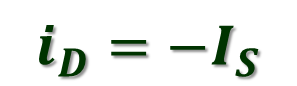 i_D = −I_S